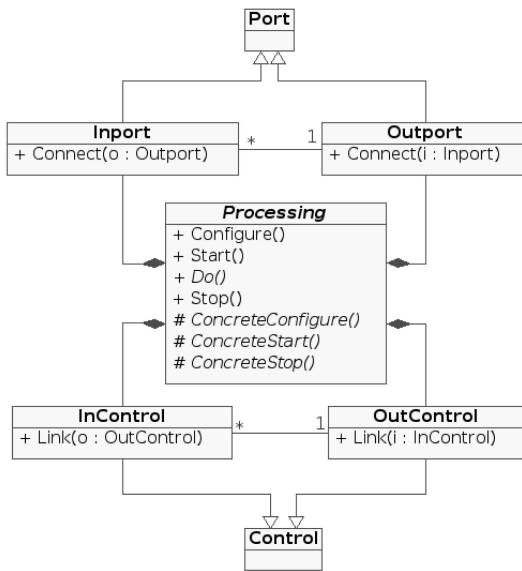 Port
Inport
+ Connect(o : Outport)
* 1
Outport
+ Connect(i : Inport)
Processing
+ Configure()
+ Start()
+ Do()
+ Stop()
# ConcreteConfigure()
# ConcreteStart()
# ConcreteStop()
InControl
+ Link(o : OutControl)
* 1
OutControl
+ Link(i : InControl)
Control